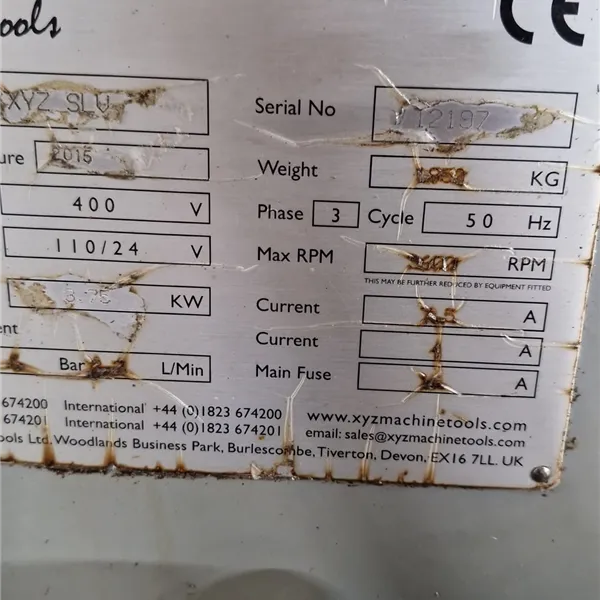 ools CE
XYZ SLV Serial No 12197
ure 2015 Weight KG
400 V Phase 3 Cycle 50 Hz
110/24 V Max RPM RPM
THIS MAY BE FURTHER REDUCED BY EQUIPMENT FITTED
3.75 KW Current A
ent Current A
Bar L/Min Main Fuse A
674200 International +44 (0)1823 674200 www.xyzmachinetools.com
674201 International +44 (0)1823 674201 email: sales@xyzmachinetools.com
ools Ltd, Woodlands Business Park, Burlescombe, Tiverton, Devon, EX16 7LL. UK